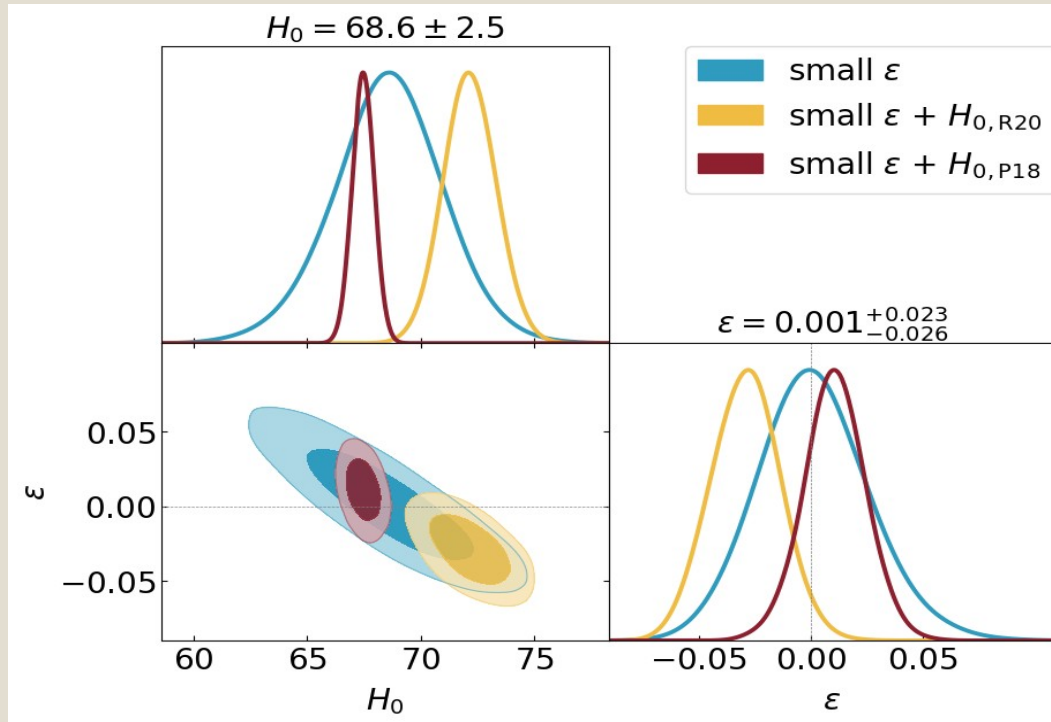 H₀ = 68.6 ± 2.5
small ε
small ε + H₀,R20
small ε + H₀,P18
ε = 0.001⁺⁰·⁰²³₋₀.₀₂₆
0.05
0.00
−0.05
ε
60 65 70 75
−0.05 0.00 0.05
H₀
ε